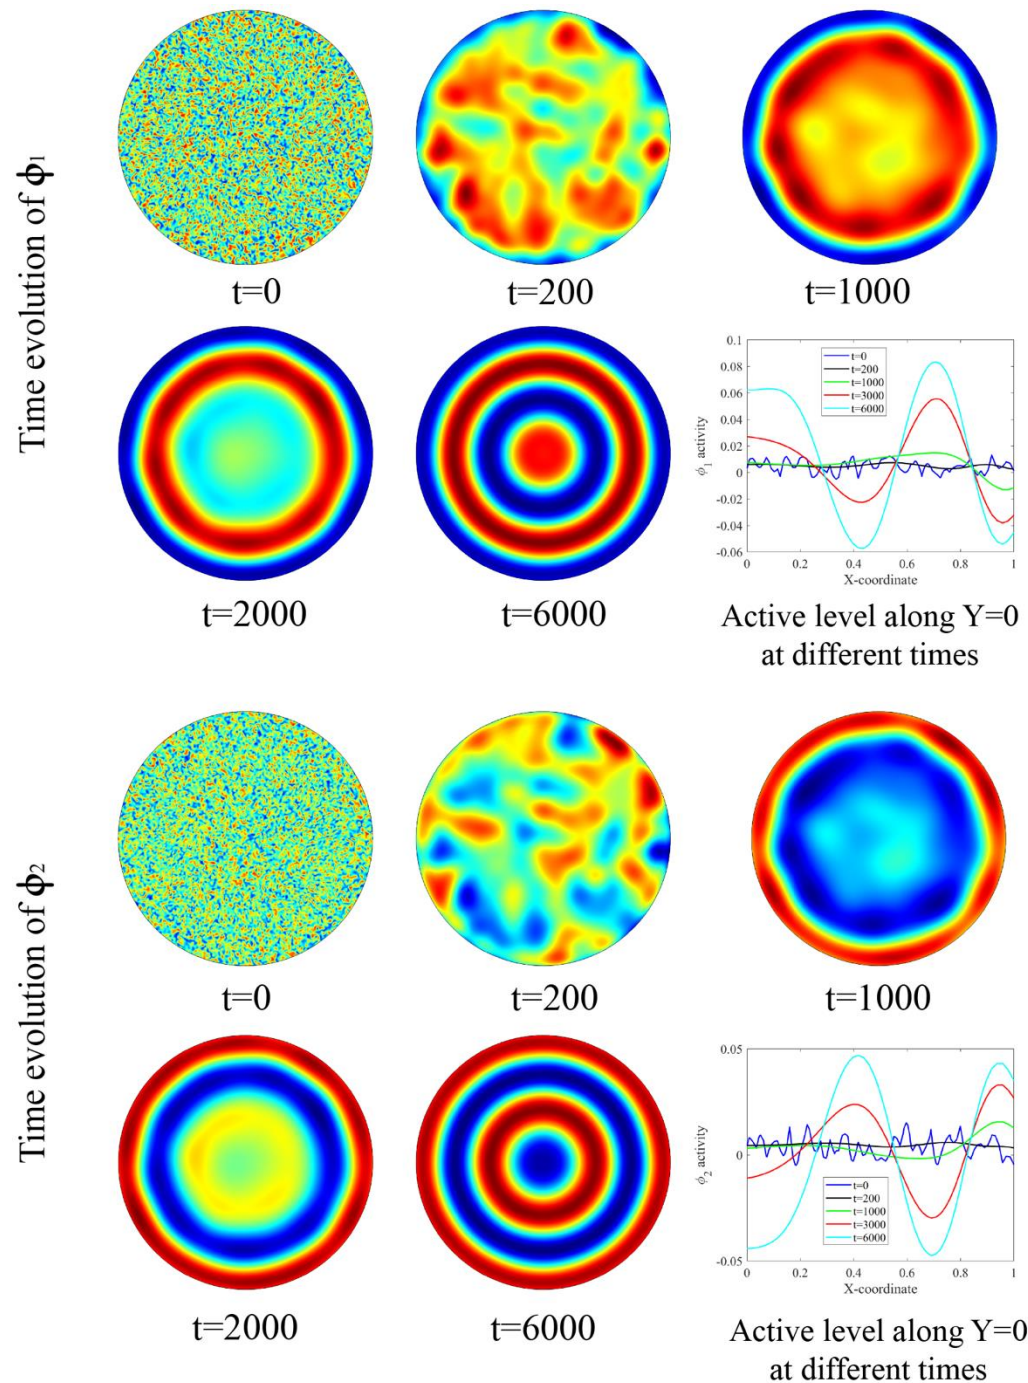 Time evolution of ϕ1
t=0
t=200
t=1000
t=2000
t=6000
0.1
0.08
0.06
0.04
0.02
0
-0.02
-0.04
-0.06
ϕ1 activity
t=0
t=200
t=1000
t=3000
t=6000
0 0.2 0.4 0.6 0.8 1
X-coordinate
Active level along Y=0
at different times
Time evolution of ϕ2
t=0
t=200
t=1000
t=2000
t=6000
0.05
0
-0.05
ϕ2 activity
t=0
t=200
t=1000
t=3000
t=6000
0 0.2 0.4 0.6 0.8 1
X-coordinate
Active level along Y=0
at different times